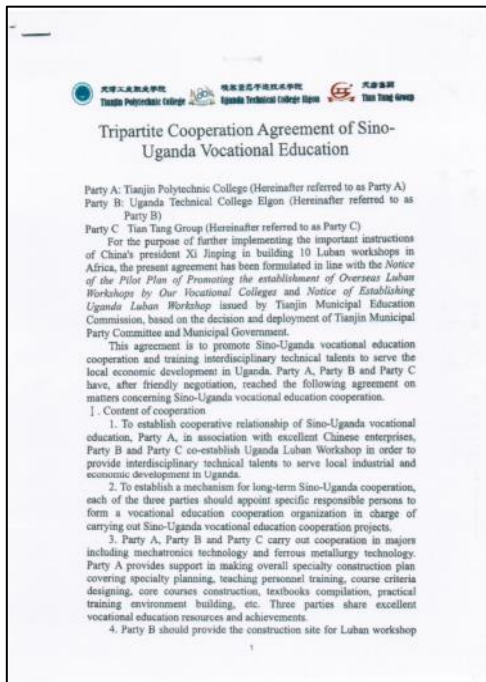 Tianjin Polytechnic College Uganda Technical College Elgon Tian Tang Group
Tripartite Cooperation Agreement of Sino-
Uganda Vocational Education
Party A: Tianjin Polytechnic College (Hereinafter referred to as Party A)
Party B: Uganda Technical College Elgon (Hereinafter referred to as
Party B)
Party C Tian Tang Group (Hereinafter referred to as Party C)
For the purpose of further implementing the important instructions
of China's president Xi Jinping in building 10 Luban workshops in
Africa, the present agreement has been formulated in line with the Notice
of the Pilot Plan of Promoting the establishment of Overseas Luban
Workshops by Our Vocational Colleges and Notice of Establishing
Uganda Luban Workshop issued by Tianjin Municipal Education
Commission, based on the decision and deployment of Tianjin Municipal
Party Committee and Municipal Government.
This agreement is to promote Sino-Uganda vocational education
cooperation and training interdisciplinary technical talents to serve the
local economic development in Uganda. Party A, Party B and Party C
have, after friendly negotiation, reached the following agreement on
matters concerning Sino-Uganda vocational education cooperation.
I. Content of cooperation
1. To establish cooperative relationship of Sino-Uganda vocational
education, Party A, in association with excellent Chinese enterprises,
Party B and Party C co-establish Uganda Luban Workshop in order to
provide interdisciplinary technical talents to serve local industrial and
economic development in Uganda.
2. To establish a mechanism for long-term Sino-Uganda cooperation,
each of the three parties should appoint specific responsible persons to
form a vocational education cooperation organization in charge of
carrying out Sino-Uganda vocational education cooperation projects.
3. Party A, Party B and Party C carry out cooperation in majors
including mechatronics technology and ferrous metallurgy technology.
Party A provides support in making overall specialty construction plan
covering specialty planning, teaching personnel training, course criteria
designing, core courses construction, textbooks compilation, practical
training environment building, etc. Three parties share excellent
vocational education resources and achievements.
4. Party B should provide the construction site for Luban workshop
1